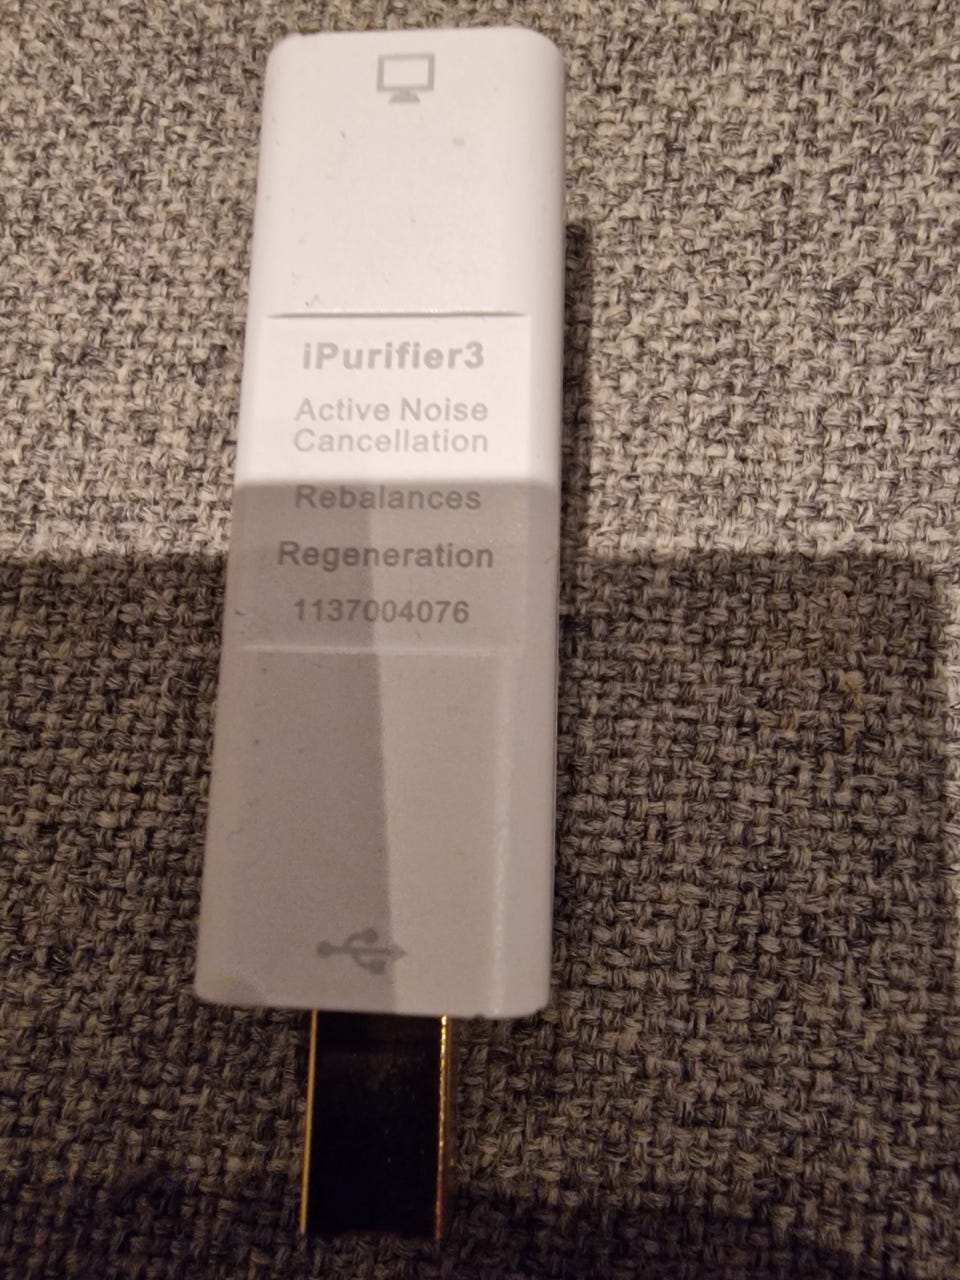 iPurifier3
Active Noise
Cancellation
Rebalances
Regeneration
1137004076